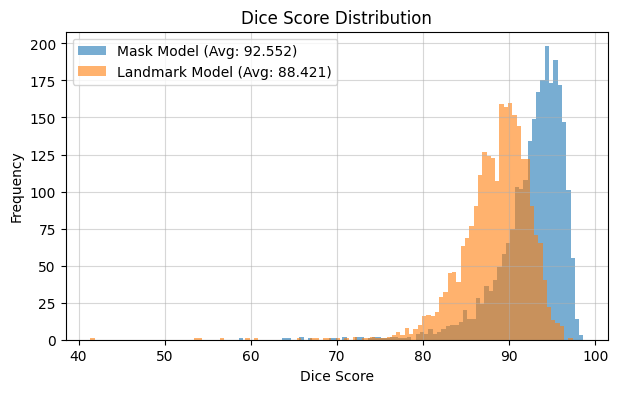 Dice Score Distribution
Mask Model (Avg: 92.552)
Landmark Model (Avg: 88.421)
200
175
150
125
100
75
50
25
0
Frequency
40 50 60 70 80 90 100
Dice Score